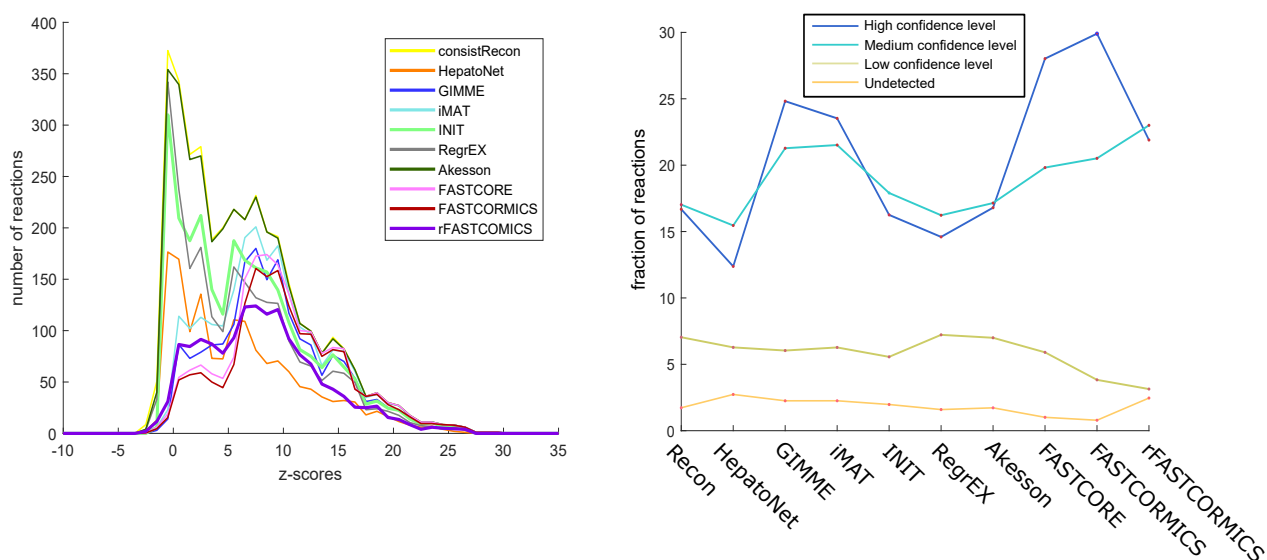 400
350
300
250
200
150
100
50
0
number of reactions
-10
-5
0
5
10
15
20
25
30
35
z-scores
consistRecon
HepatoNet
GIMME
iMAT
INIT
RegrEX
Akesson
FASTCORE
FASTCORMICS
rFASTCOMICS
30
25
20
15
10
5
0
fraction of reactions
High confidence level
Medium confidence level
Low confidence level
Undetected
Recon
HepatoNet
GIMME
iMAT
INIT
RegrEX
Akesson
FASTCORE
FASTCORMICS
rFASTCORMICS